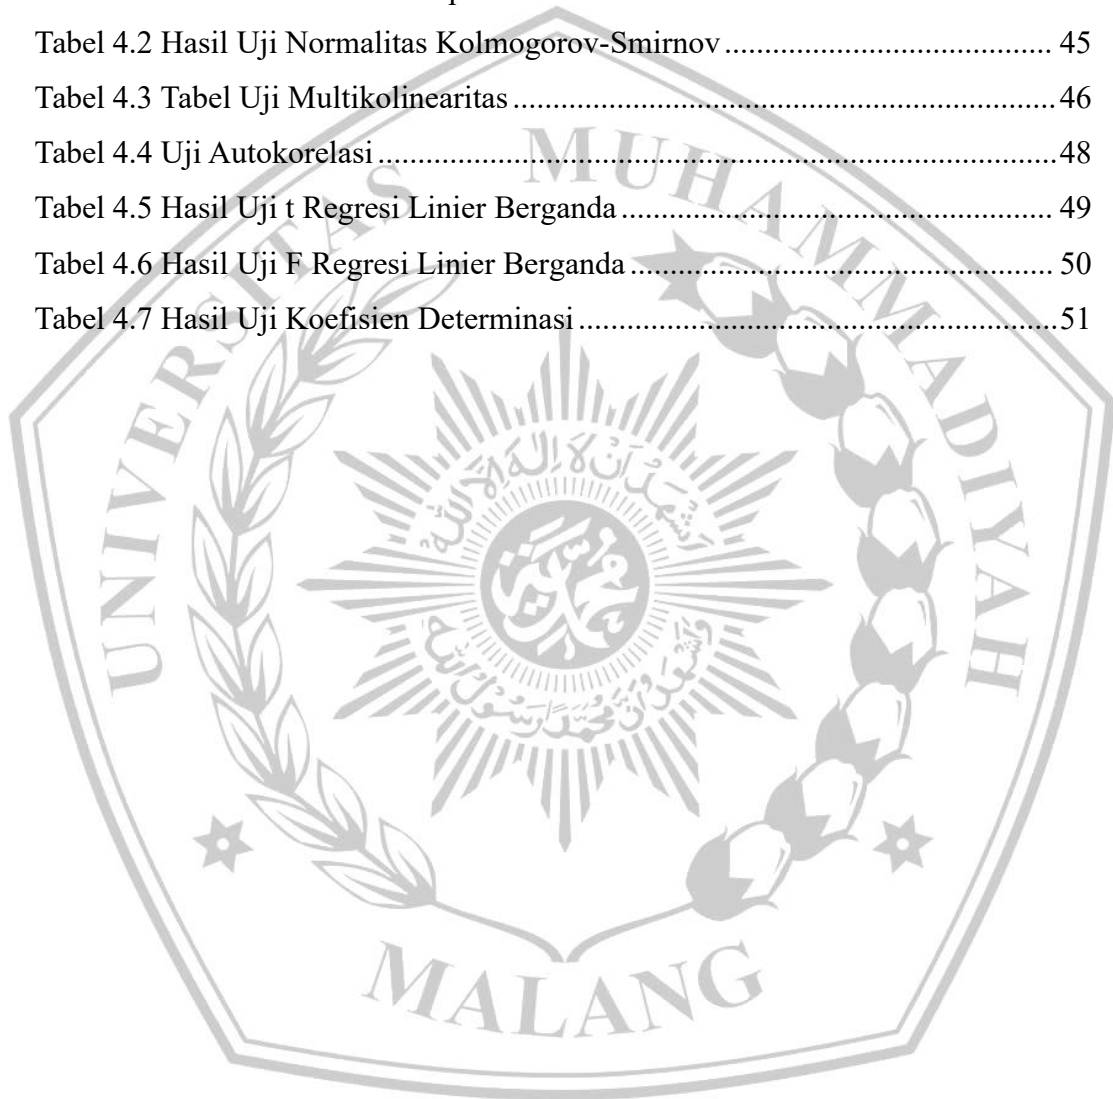 Tabel 4.2 Hasil Uji Normalitas Kolmogorov-Smirnov........................................ 45
Tabel 4.3 Tabel Uji Multikolinearitas...................................................................46
Tabel 4.4 Uji Autokorelasi....................................................................................48
Tabel 4.5 Hasil Uji t Regresi Linier Berganda..................................................... 49
Tabel 4.6 Hasil Uji F Regresi Linier Berganda.................................................... 50
Tabel 4.7 Hasil Uji Koefisien Determinasi...........................................................51
UNIVERSITAS MUHAMMADIYAH
MALANG